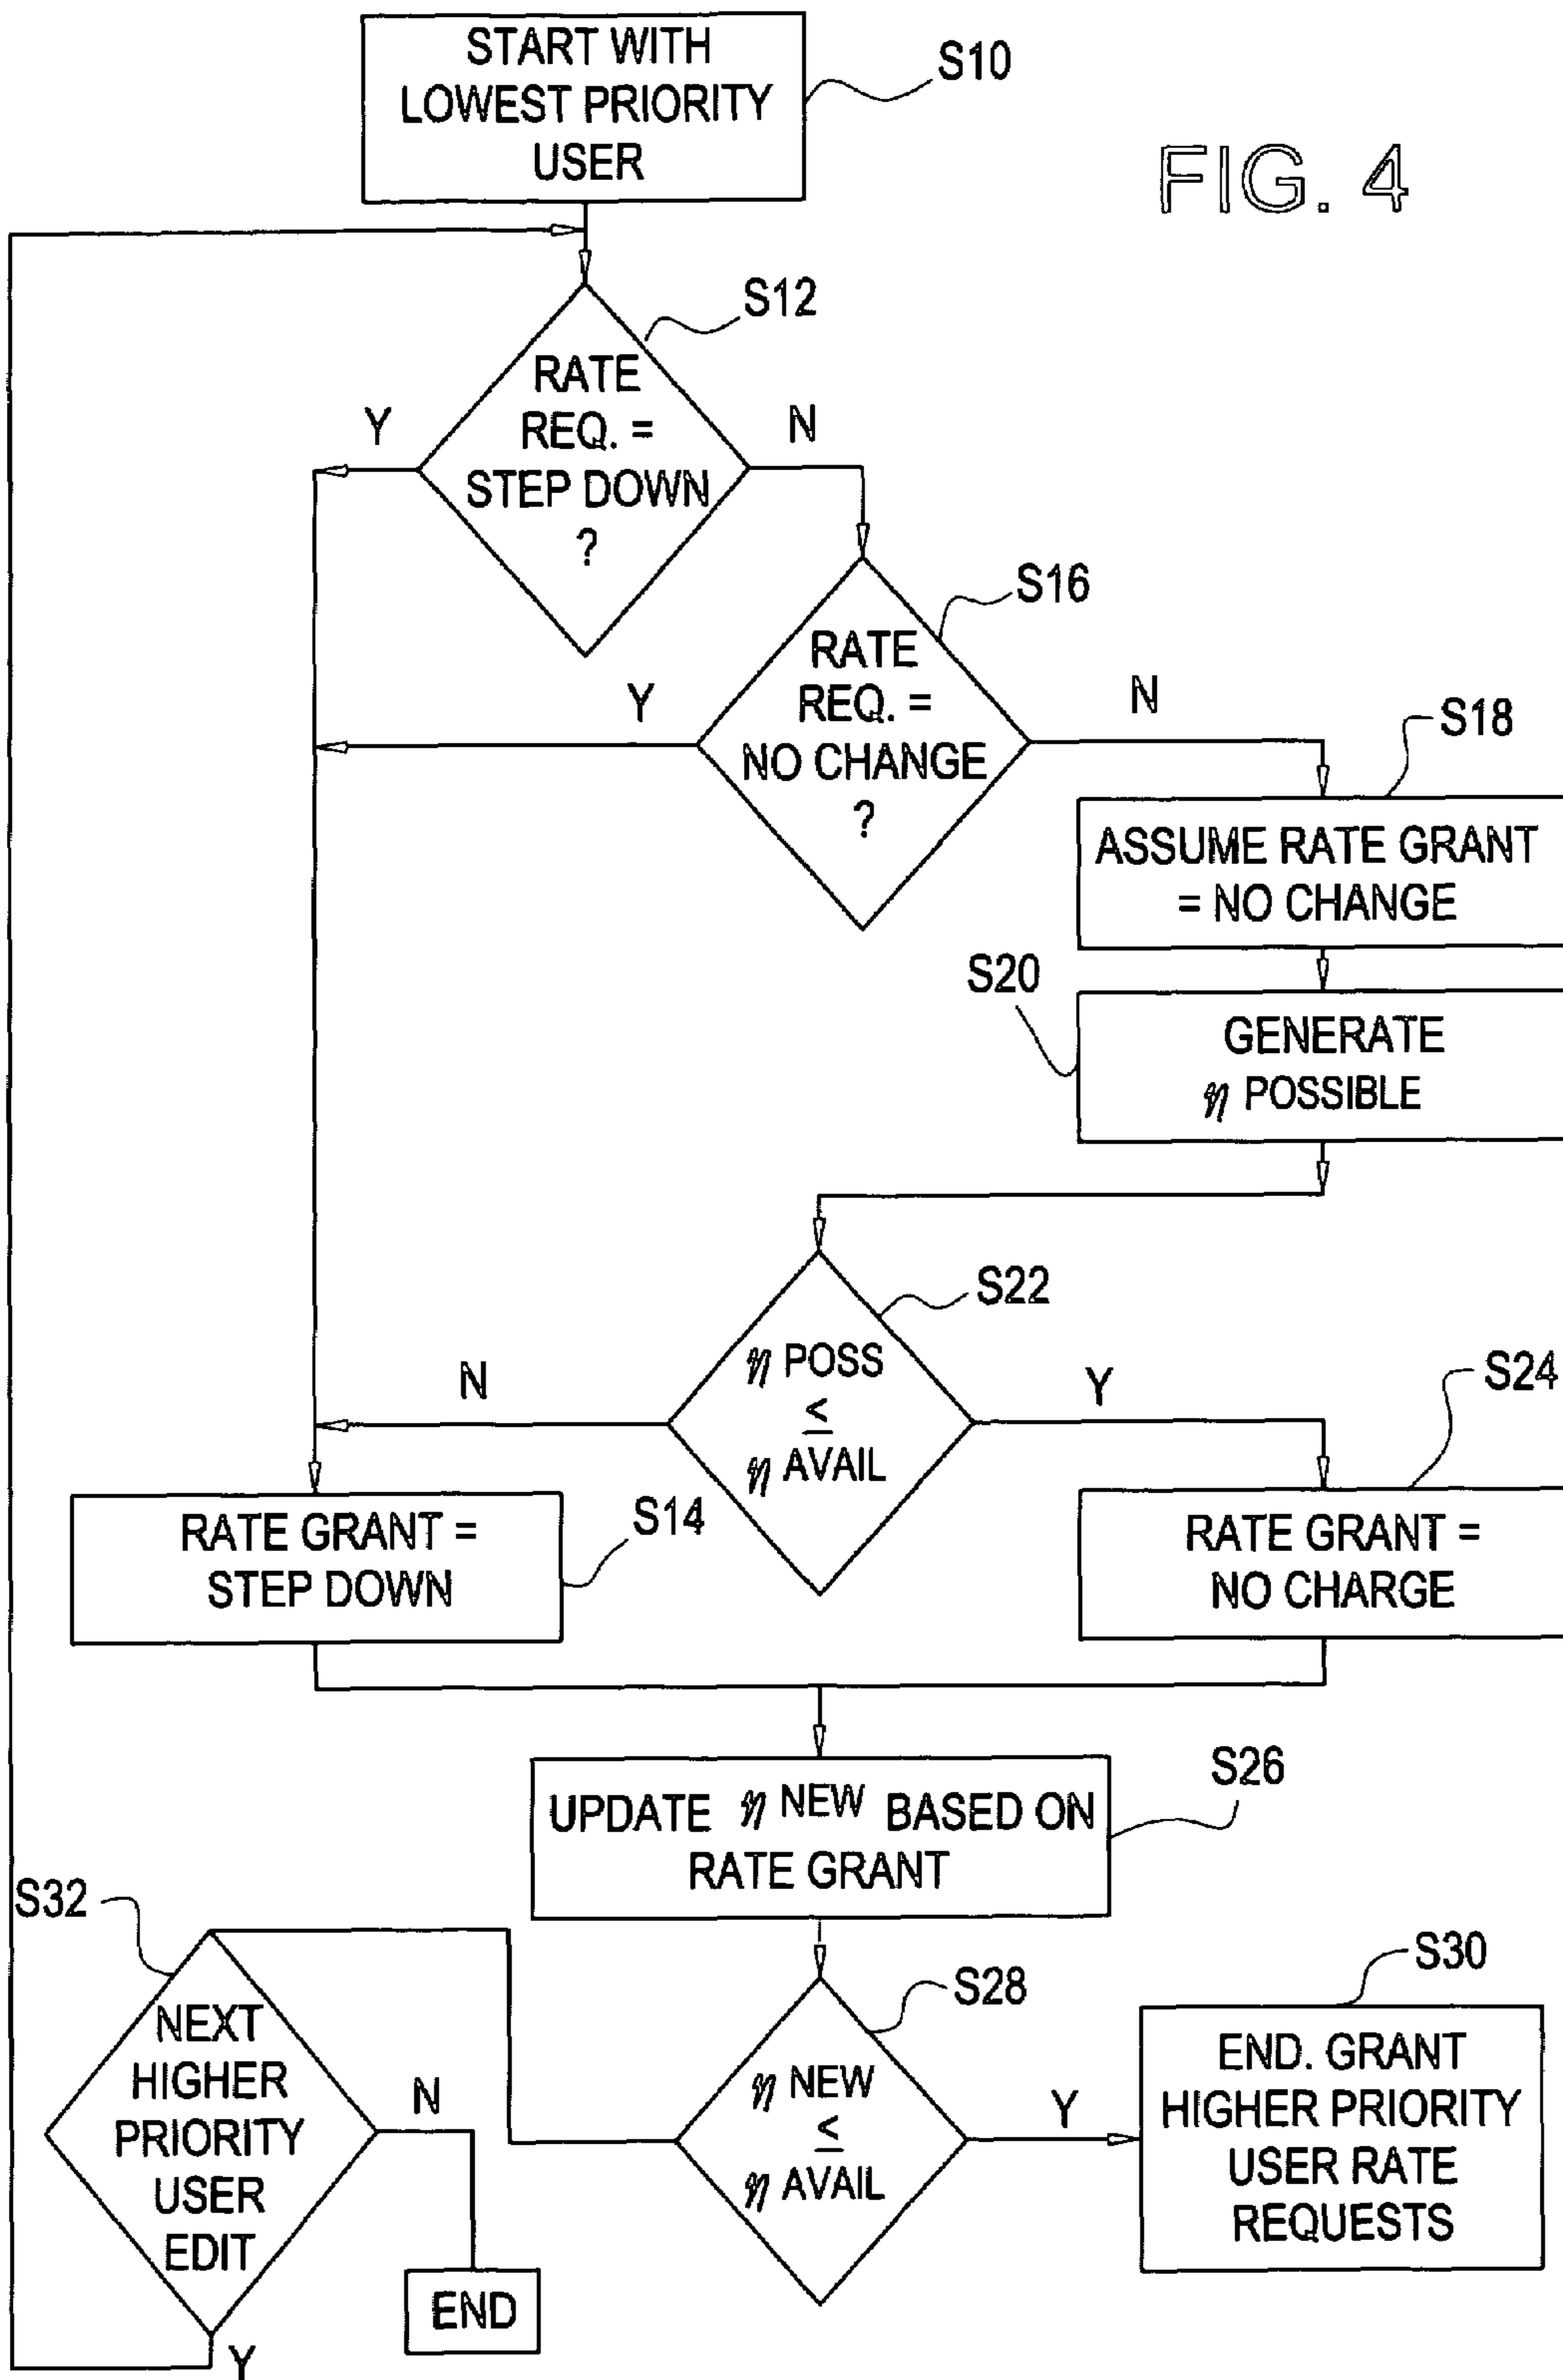 START WITH
LOWEST PRIORITY
USER
S10
FIG. 4
S12
RATE
REQ. =
STEP DOWN
?
Y
N
S16
RATE
REQ. =
NO CHANGE
?
Y
N
S18
ASSUME RATE GRANT
= NO CHANGE
S20
GENERATE
η POSSIBLE
S22
η POSS
≤
η AVAIL
N
Y
S24
RATE GRANT =
STEP DOWN
S14
RATE GRANT =
NO CHARGE
S26
UPDATE η NEW BASED ON
RATE GRANT
S32
NEXT
HIGHER
PRIORITY
USER
EDIT
N
END
Y
S28
η NEW
≤
η AVAIL
Y
S30
END. GRANT
HIGHER PRIORITY
USER RATE
REQUESTS